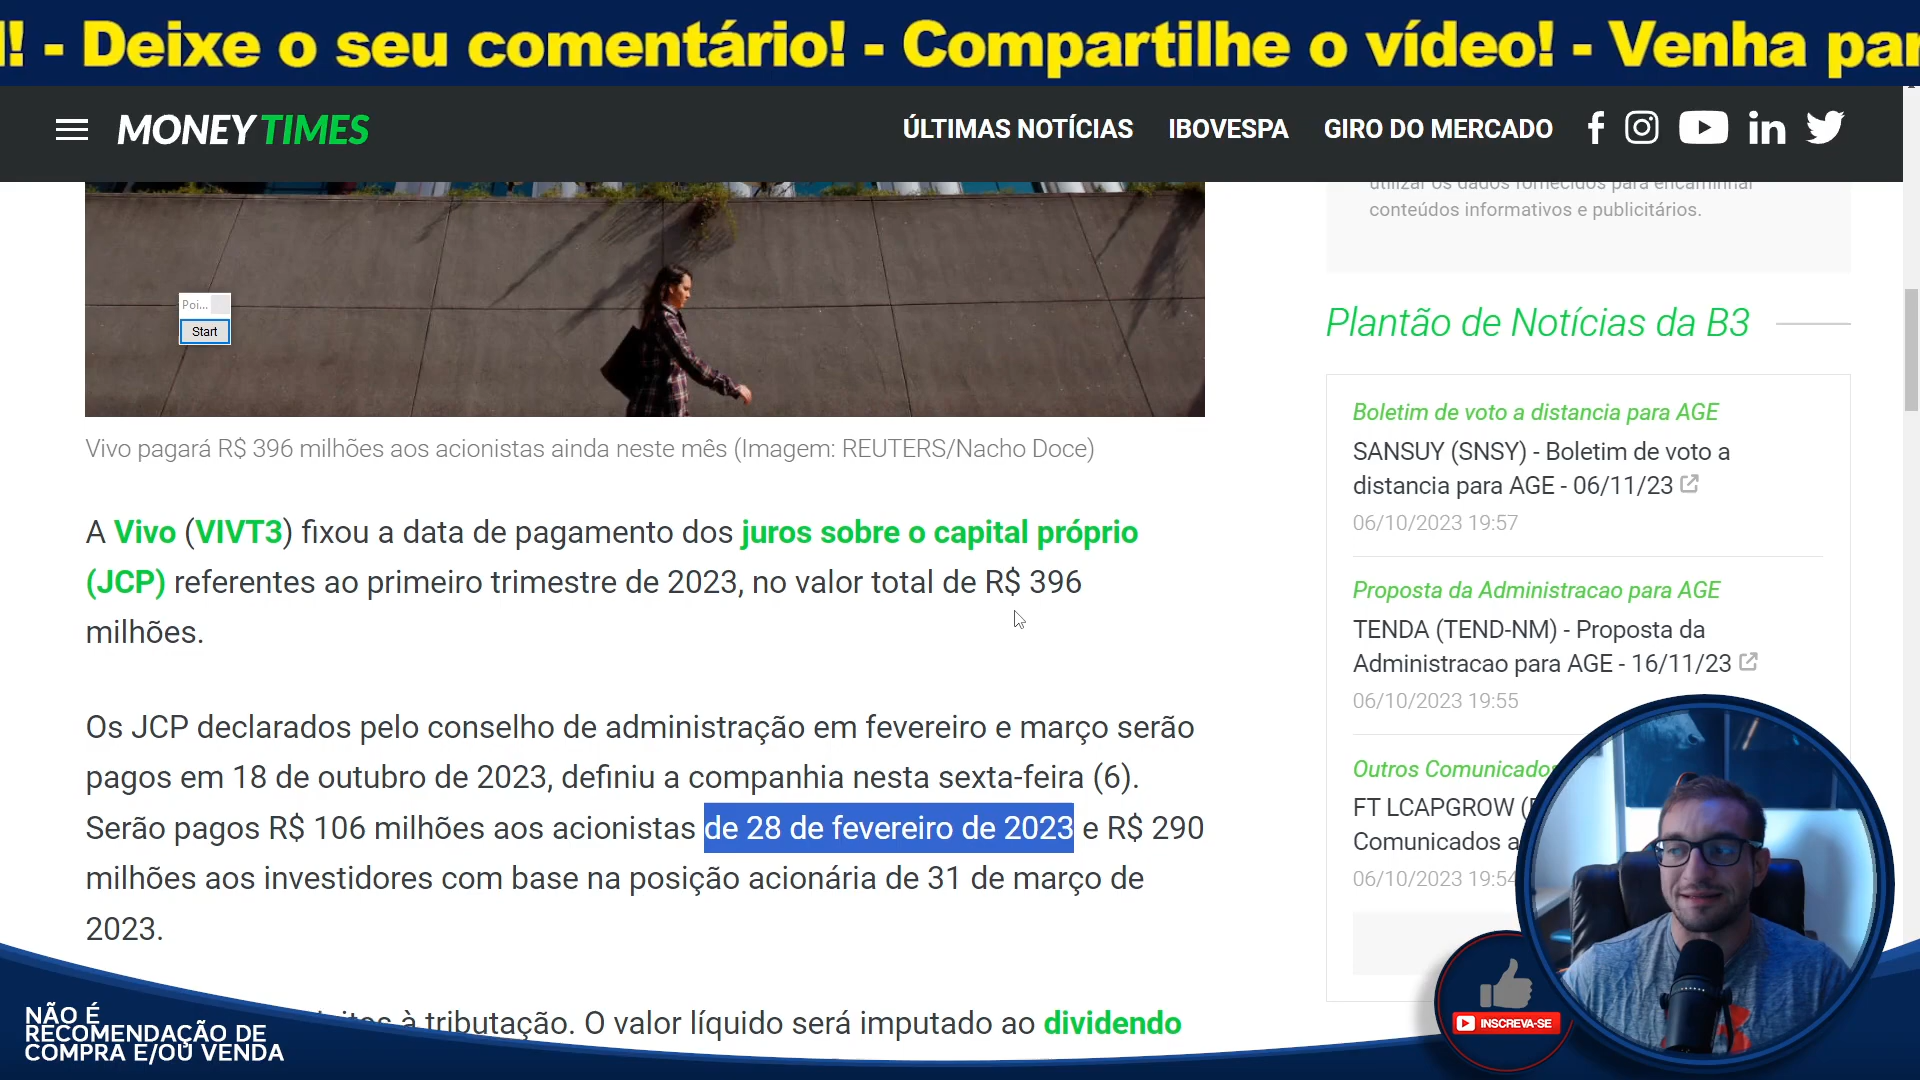 ! - Deixe o seu comentário! - Compartilhe o vídeo! - Venha par
MONEY TIMES
ÚLTIMAS NOTÍCIAS
IBOVESPA
GIRO DO MERCADO
utilizar os dados fornecidos para encaminhar
conteúdos informativos e publicitários.
Poi...
Start
Vivo pagará R$ 396 milhões aos acionistas ainda neste mês (Imagem: REUTERS/Nacho Doce)
A Vivo (VIVT3) fixou a data de pagamento dos juros sobre o capital próprio
(JCP) referentes ao primeiro trimestre de 2023, no valor total de R$ 396
milhões.
Os JCP declarados pelo conselho de administração em fevereiro e março serão
pagos em 18 de outubro de 2023, definiu a companhia nesta sexta-feira (6).
Serão pagos R$ 106 milhões aos acionistas de 28 de fevereiro de 2023 e R$ 290
milhões aos investidores com base na posição acionária de 31 de março de
2023.
à tributação. O valor líquido será imputado ao dividendo
Plantão de Notícias da B3
Boletim de voto a distancia para AGE
SANSUY (SNSY) - Boletim de voto a
distancia para AGE - 06/11/23
06/10/2023 19:57
Proposta da Administracao para AGE
TENDA (TEND-NM) - Proposta da
Administracao para AGE - 16/11/23
06/10/2023 19:55
Outros Comunicados
FT LCAPGROW (
Comunicados a
06/10/2023 19:54
INSCREVA-SE
NÃO É
RECOMENDAÇÃO DE
COMPRA E/OU VENDA